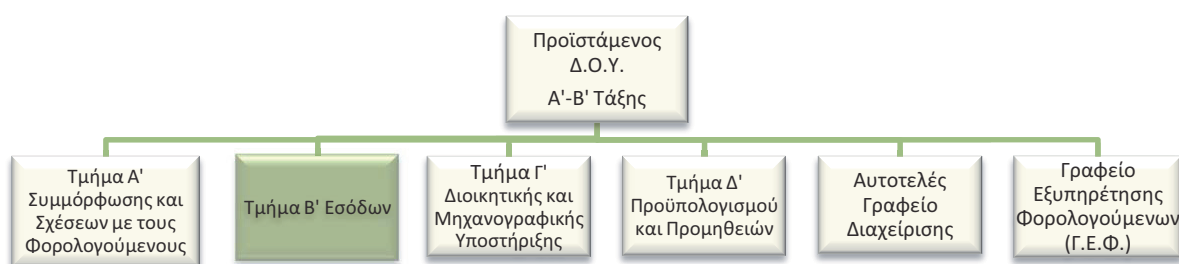 Προϊστάμενος
Δ.Ο.Υ.
Α'-Β' Τάξης
Τμήμα Α'
Συμμόρφωσης και
Σχέσεων με τους
Φορολογούμενους
Τμήμα Β' Εσόδων
Τμήμα Γ'
Διοικητικής και
Μηχανογραφικής
Υποστήριξης
Τμήμα Δ'
Προϋπολογισμού
και Προμηθειών
Αυτοτελές
Γραφείο
Διαχείρισης
Γραφείο
Εξυπηρέτησης
Φορολογούμενων
(Γ.Ε.Φ.)